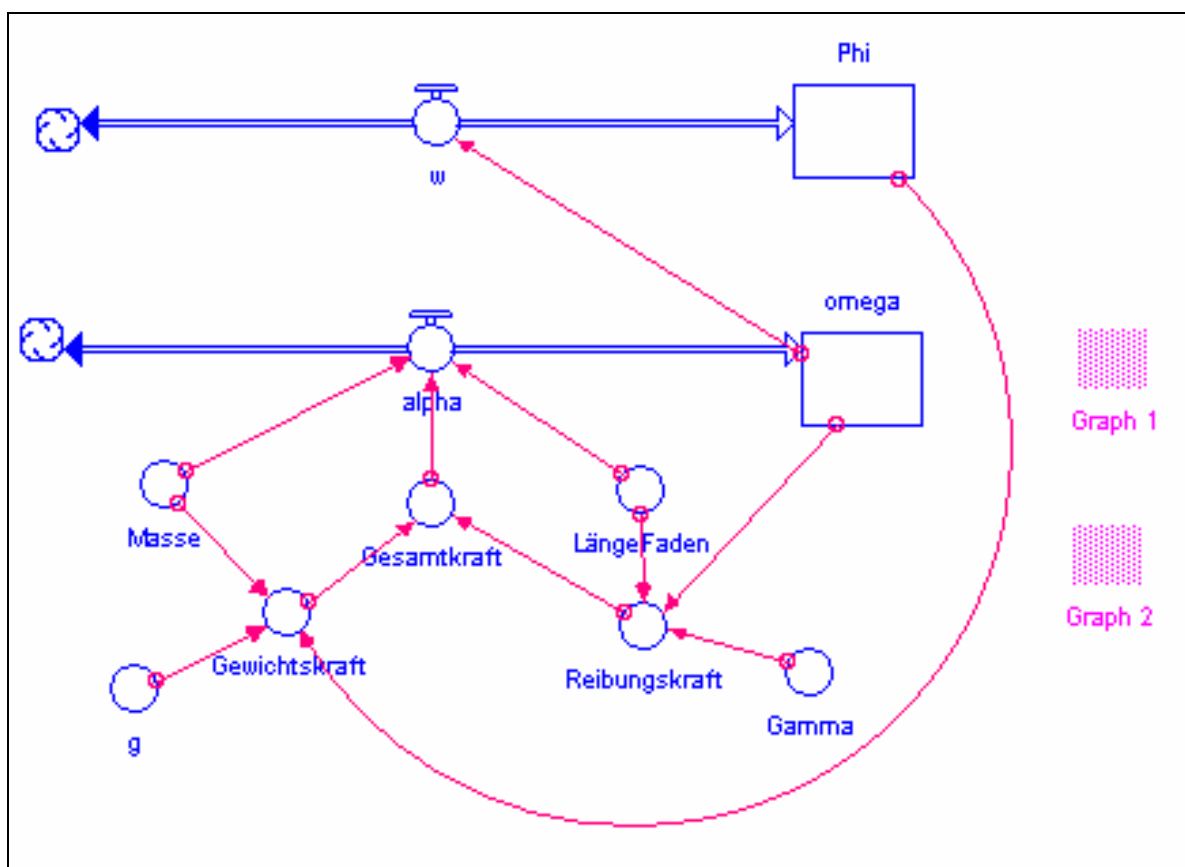 Phi
w
omega
alpha
Graph 1
Masse
Gesamtkraft
LängeFaden
Gewichtskraft
Reibungskraft
Graph 2
g
Gamma